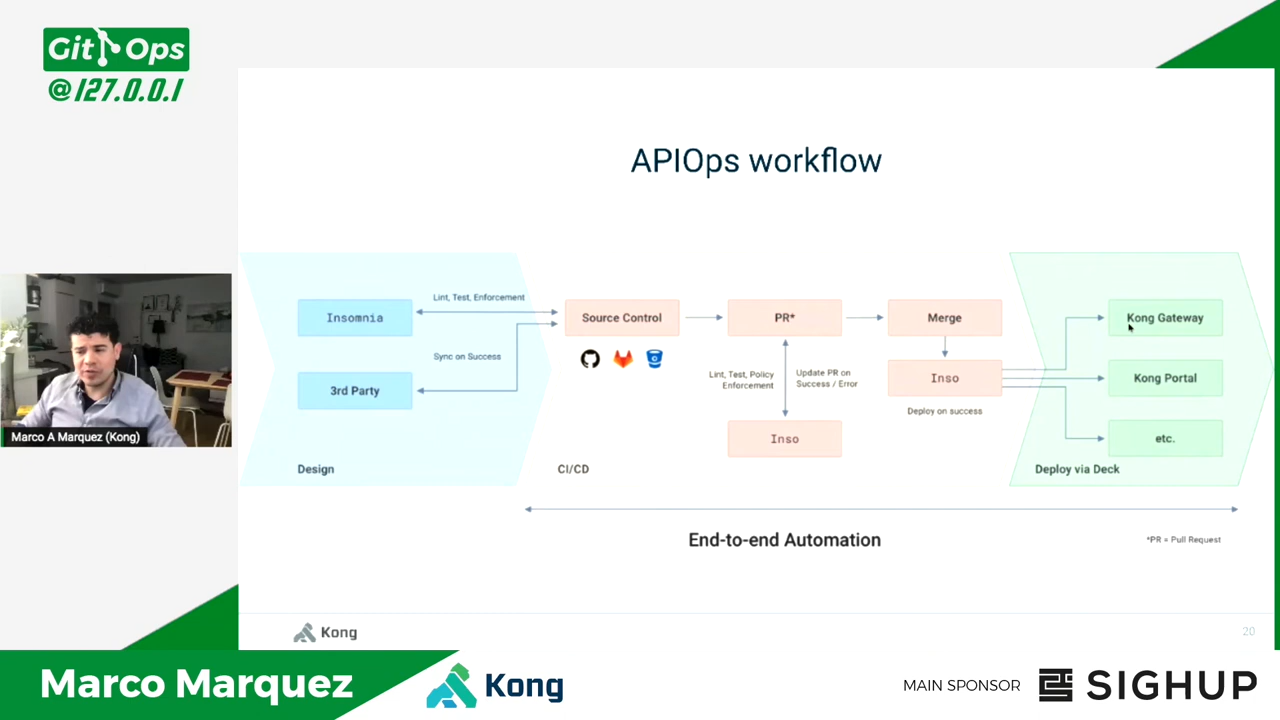 Git Ops
@127.0.0.1
APIOps workflow
Insomnia
3rd Party
Design
Lint, Test, Enforcement
Sync on Success
Source Control
CI/CD
PR*
Lint, Test, Policy
Enforcement
Update PR on
Success / Error
Inso
Merge
Inso
Deploy on success
Kong Gateway
Kong Portal
etc.
Deploy via Deck
End-to-end Automation
*PR = Pull Request
Kong
20
Marco A Marquez (Kong)
Marco Marquez
Kong
MAIN SPONSOR
SIGHUP